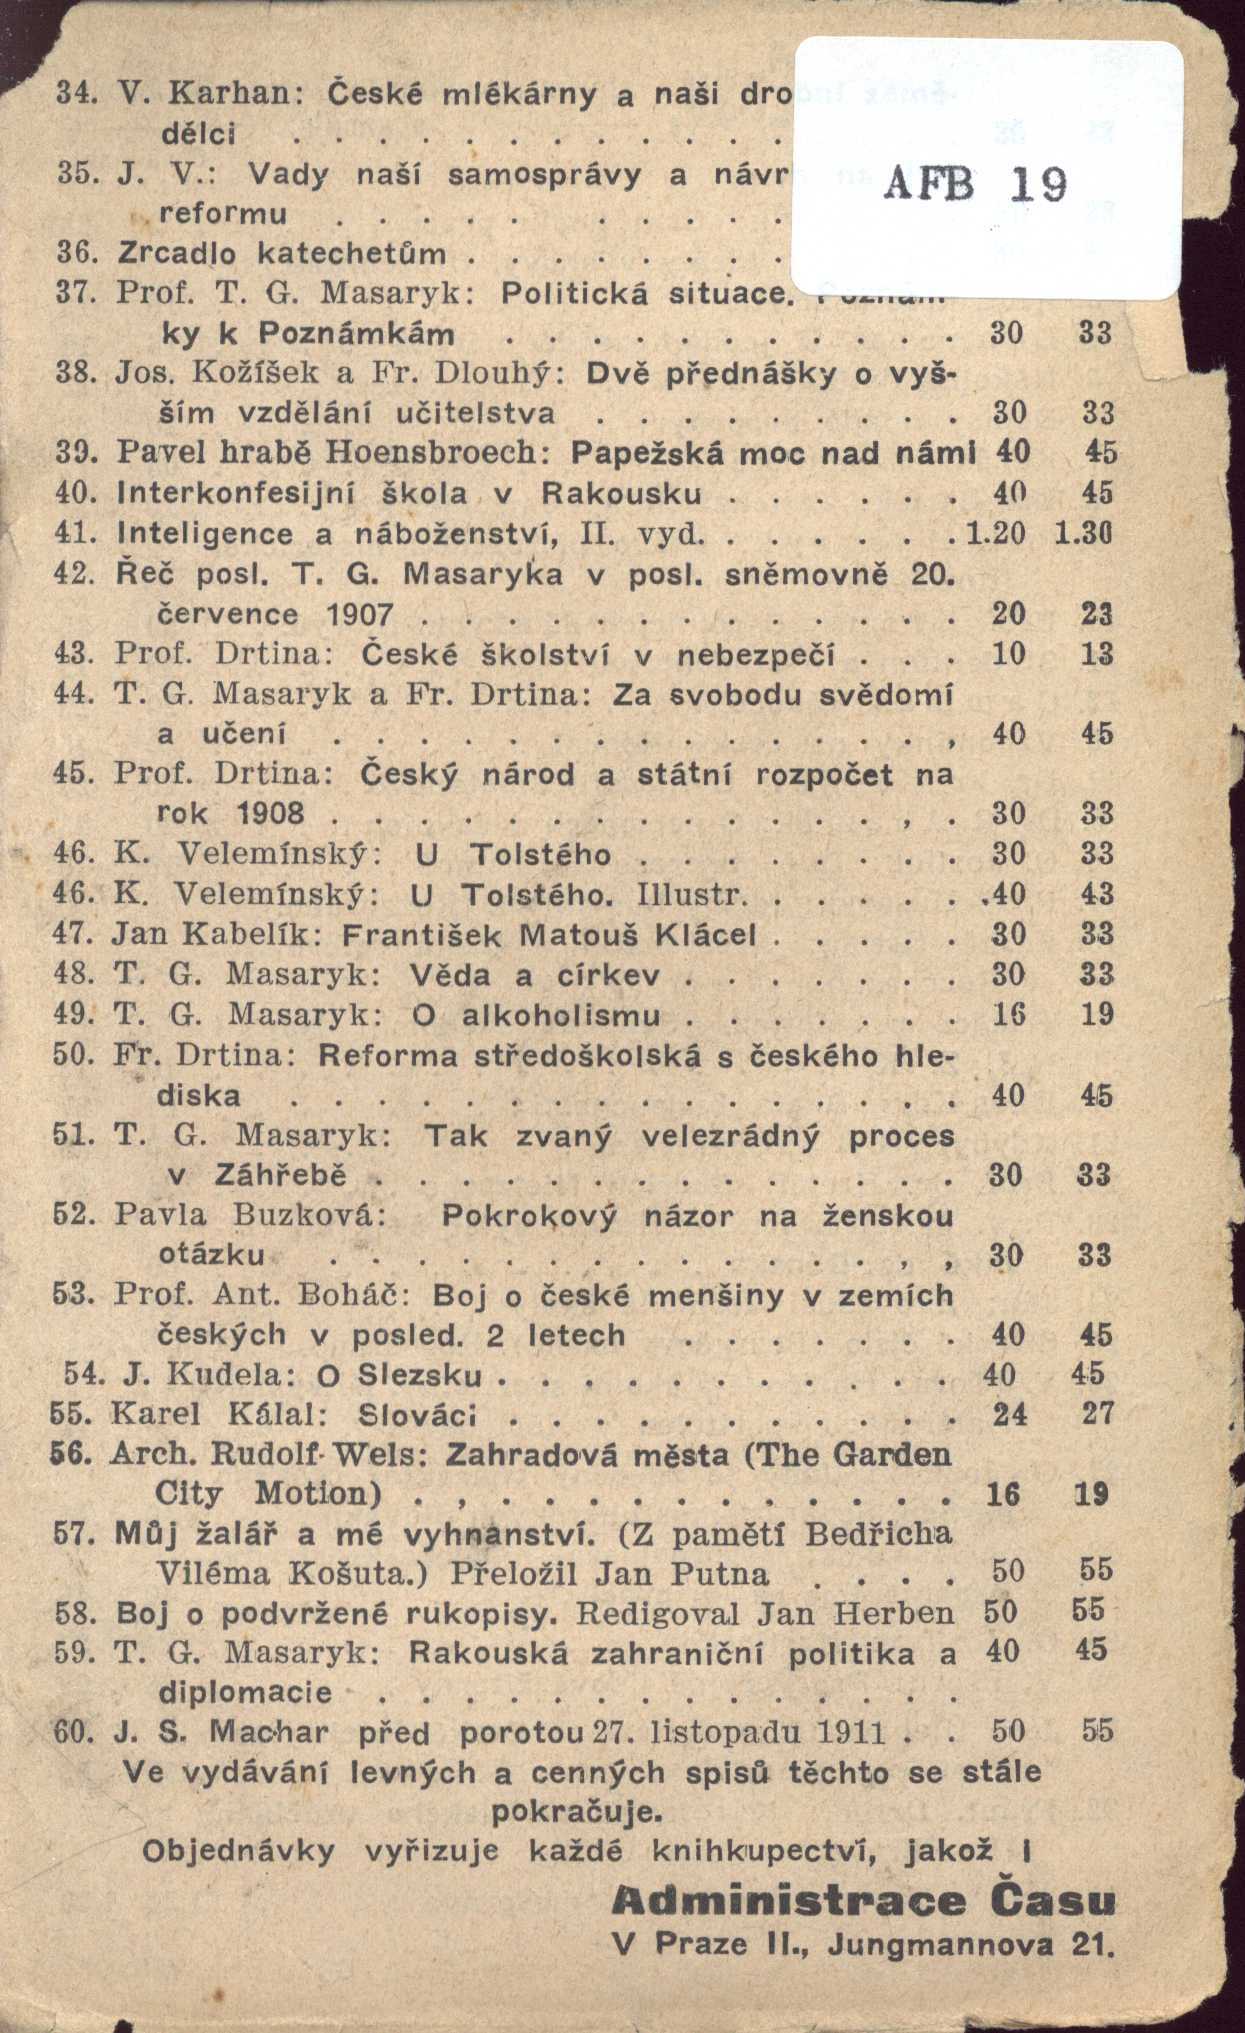 34. V. Karhan: České mlékárny a naši dro
dělci . . . . . . . . . . . .
35. J. V.: Vady naší samosprávy a návr
reformu . . . . . . . . . .
AFB 19
36. Zrcadlo katechetům . . . . . . . .
37. Prof. T. G. Masaryk: Politická situace.
ky k Poznámkám . . . . . . . . . . . 30 33
38. Jos. Kožíšek a Fr. Dlouhý: Dvě přednášky o vyš-
ším vzdělání učitelstva . . . . . . . . . 30 33
39. Pavel hrabě Hoensbroech: Papežská moc nad námi 40 45
40. Interkonfesijní škola v Rakousku . . . . . . 40 45
41. Inteligence a náboženství, II. vyd. . . . . . . 1.20 1.30
42. Řeč posl. T. G. Masaryka v posl. sněmovně 20.
července 1907 . . . . . . . . . . . . . 20 23
43. Prof. Drtina: České školství v nebezpečí . . . 10 13
44. T. G. Masaryk a Fr. Drtina: Za svobodu svědomí
a učení . . . . . . . . . . . . . . , 40 45
45. Prof. Drtina: Český národ a státní rozpočet na
rok 1908 . . . . . . . . . . . . . , . 30 33
46. K. Velemínský: U Tolstého . . . . . . . . 30 33
46. K. Velemínský: U Tolstého. Illustr. . . . . . .40 43
47. Jan Kabelík: František Matouš Klácel . . . . . 30 33
48. T. G. Masaryk: Věda a církev . . . . . . . 30 33
49. T. G. Masaryk: O alkoholismu . . . . . . . 16 19
50. Fr. Drtina: Reforma středoškolská s českého hle-
diska . . . . . . . . . . . . . . . . 40 45
51. T. G. Masaryk: Tak zvaný velezrádný proces
v Záhřebě . . . . . . . . . . . . . . 30 33
52. Pavla Buzková: Pokrokový názor na ženskou
otázku . . . . . . . . . . . . . , , 30 33
53. Prof. Ant. Boháč: Boj o české menšiny v zemích
českých v posled. 2 letech . . . . . . . 40 45
54. J. Kudela: O Slezsku . . . . . . . . . . . 40 45
55. Karel Kálal: Slováci . . . . . . . . . . . 24 27
56. Arch. Rudolf Wels: Zahradová města (The Garden
City Motion) . , . . . . . . . . . . . 16 19
57. Můj žalář a mé vyhnanství. (Z pamětí Bedřicha
Viléma Košuta.) Přeložil Jan Putna . . . . 50 55
58. Boj o podvržené rukopisy. Redigoval Jan Herben 50 55
59. T. G. Masaryk: Rakouská zahraniční politika a 40 45
diplomacie . . . . . . . . . . . . . .
60. J. S. Machar před porotou 27. listopadu 1911 . . 50 55
Ve vydávání levných a cenných spisů těchto se stále
pokračuje.
Objednávky vyřizuje každé knihkupectví, jakož i
Administrace Času
V Praze II., Jungmannova 21.